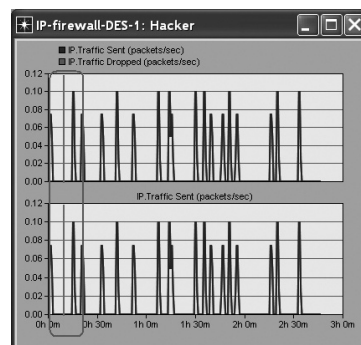 IP-firewall-DES-1: Hacker
IP.Traffic Sent (packets/sec)
IP.Traffic Dropped (packets/sec)
0.12
0.10
0.08
0.06
0.04
0.02
0.00
IP.Traffic Sent (packets/sec)
0.12
0.10
0.08
0.06
0.04
0.02
0.00
0h 0m 0h 30m 1h 0m 1h 30m 2h 0m 2h 30m 3h 0m